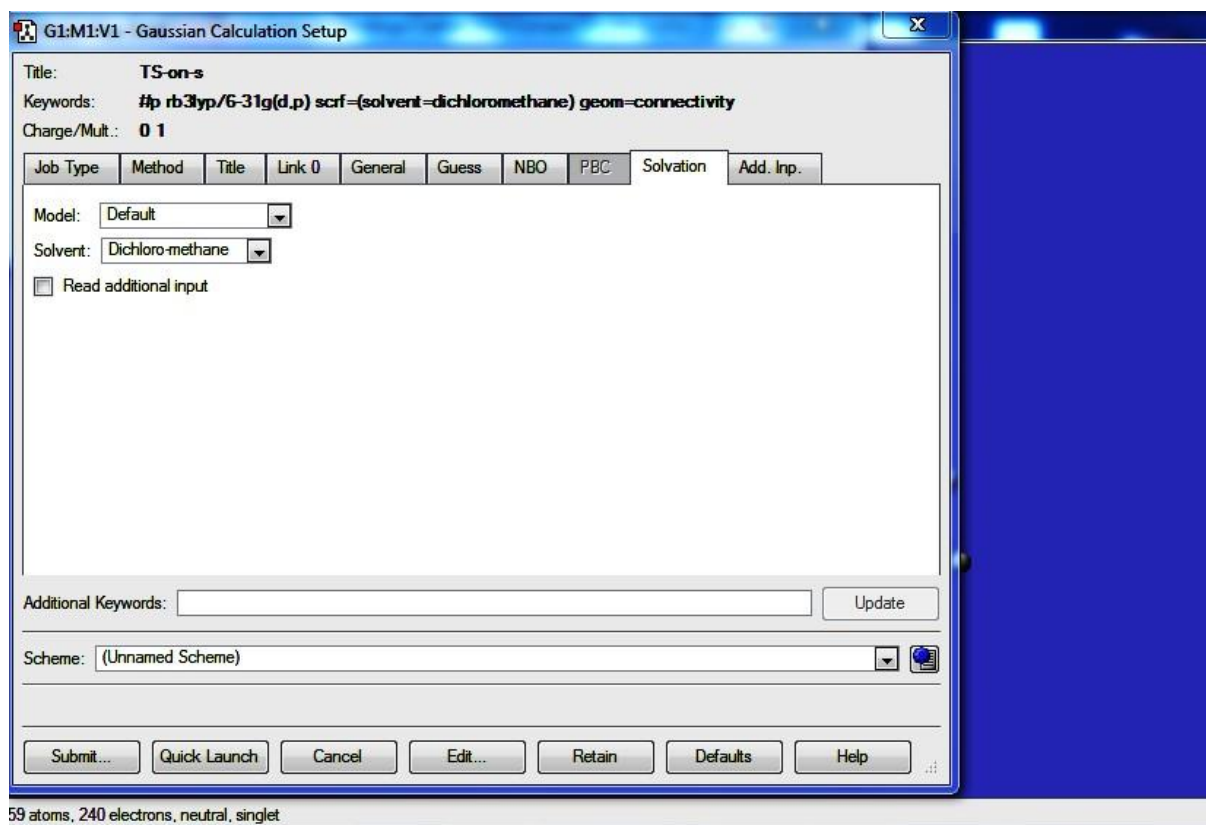 G1:M1:V1 - Gaussian Calculation Setup
Title: TS-on-s
Keywords: #p rb3lyp/6-31g(d,p) scrf=(solvent=dichloromethane) geom=connectivity
Charge/Mult.: 0 1
Job Type Method Title Link 0 General Guess NBO PBC Solvation Add. Inp.
Model: Default
Solvent: Dichloro-methane
Read additional input
Additional Keywords: Update
Scheme: (Unnamed Scheme)
Submit... Quick Launch Cancel Edit... Retain Defaults Help
59 atoms, 240 electrons, neutral, singlet